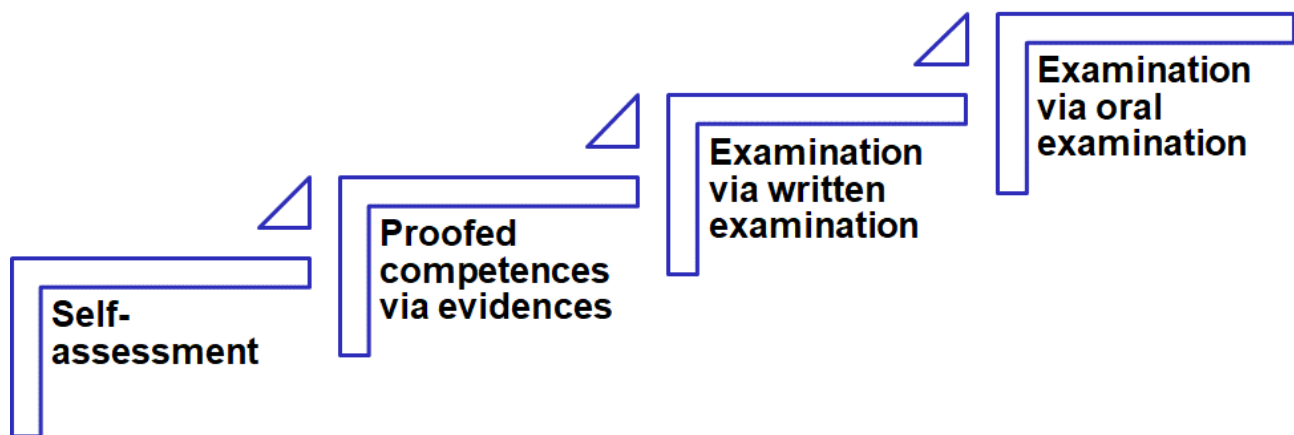 Self-
assessment
Proofed
competences
via evidences
Examination
via written
examination
Examination
via oral
examination